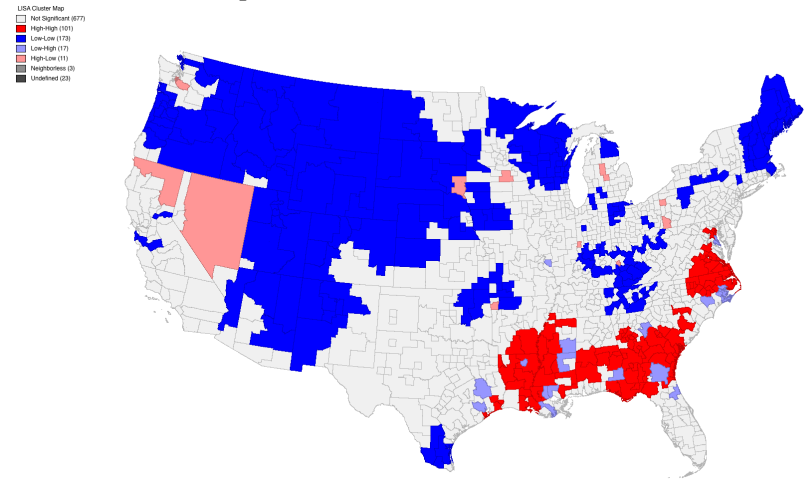 LISA Cluster Map
Not Significant (677)
High-High (101)
Low-Low (173)
Low-High (17)
High-Low (11)
Neighborless (3)
Undefined (23)